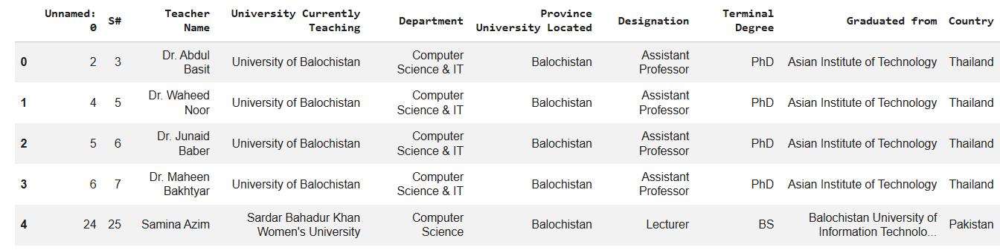 Unnamed: 0 S# Teacher Name University Currently Teaching Department Province University Located Designation Terminal Degree Graduated from Country
0 2 3 Dr. Abdul Basit University of Balochistan Computer Science & IT Balochistan Assistant Professor PhD Asian Institute of Technology Thailand
1 4 5 Dr. Waheed Noor University of Balochistan Computer Science & IT Balochistan Assistant Professor PhD Asian Institute of Technology Thailand
2 5 6 Dr. Junaid Baber University of Balochistan Computer Science & IT Balochistan Assistant Professor PhD Asian Institute of Technology Thailand
3 6 7 Dr. Maheen Bakhtyar University of Balochistan Computer Science & IT Balochistan Assistant Professor PhD Asian Institute of Technology Thailand
4 24 25 Samina Azim Sardar Bahadur Khan Women's University Computer Science Balochistan Lecturer BS Balochistan University of Information Technolo... Pakistan